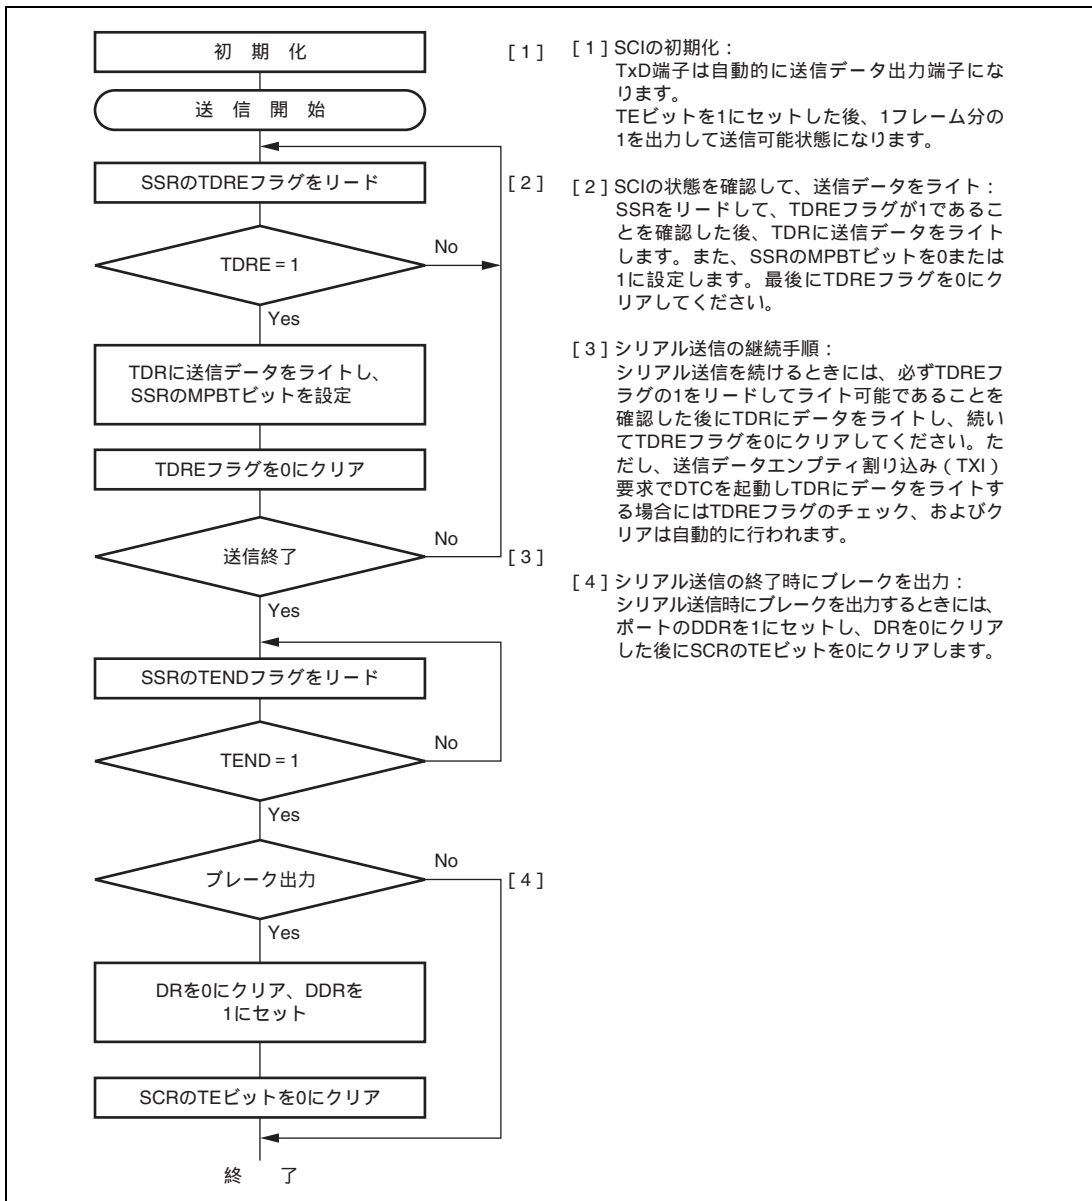 初 期 化 [ 1 ]
送 信 開 始
SSRのTDREフラグをリード [ 2 ]
TDRE = 1
No
Yes
TDRに送信データをライトし、
SSRのMPBTビットを設定
TDREフラグを0にクリア
送信終了
No
[ 3 ]
Yes
SSRのTENDフラグをリード
TEND = 1
No
Yes
ブレーク出力
No
[ 4 ]
Yes
DRを0にクリア、DDRを
1にセット
SCRのTEビットを0にクリア
終 了
[ 1 ] SCIの初期化：
TxD端子は自動的に送信データ出力端子にな
ります。
TEビットを1にセットした後、1フレーム分の
1を出力して送信可能状態になります。
[ 2 ] SCIの状態を確認して、送信データをライト：
SSRをリードして、TDREフラグが1であるこ
とを確認した後、TDRに送信データをライト
します。また、SSRのMPBTビットを0または
1に設定します。最後にTDREフラグを0にク
リアしてください。
[ 3 ] シリアル送信の継続手順：
シリアル送信を続けるときには、必ずTDREフ
ラグの1をリードしてライト可能であることを
確認した後にTDRにデータをライトし、続い
てTDREフラグを0にクリアしてください。た
だし、送信データエンプティ割り込み（TXI）
要求でDTCを起動しTDRにデータをライトす
る場合にはTDREフラグのチェック、およびク
リアは自動的に行われます。
[ 4 ] シリアル送信の終了時にブレークを出力：
シリアル送信時にブレークを出力するときには、
ポートのDDRを1にセットし、DRを0にクリア
した後にSCRのTEビットを0にクリアします。